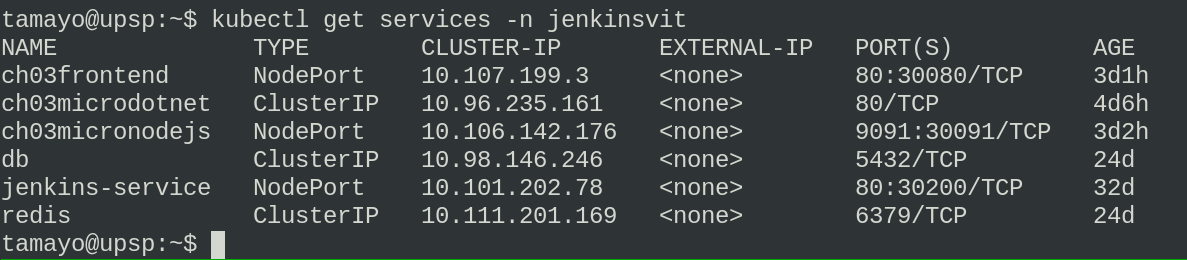 tamayo@upsp:~$ kubectl get services -n jenkinsvit
NAME             TYPE        CLUSTER-IP       EXTERNAL-IP   PORT(S)          AGE
ch03frontend     NodePort    10.107.199.3     <none>        80:30080/TCP     3d1h
ch03microdotnet  ClusterIP   10.96.235.161    <none>        80/TCP           4d6h
ch03micronodejs  NodePort    10.106.142.176   <none>        9091:30091/TCP   3d2h
db               ClusterIP   10.98.146.246    <none>        5432/TCP         24d
jenkins-service  NodePort    10.101.202.78    <none>        80:30200/TCP     32d
redis            ClusterIP   10.111.201.169   <none>        6379/TCP         24d
tamayo@upsp:~$